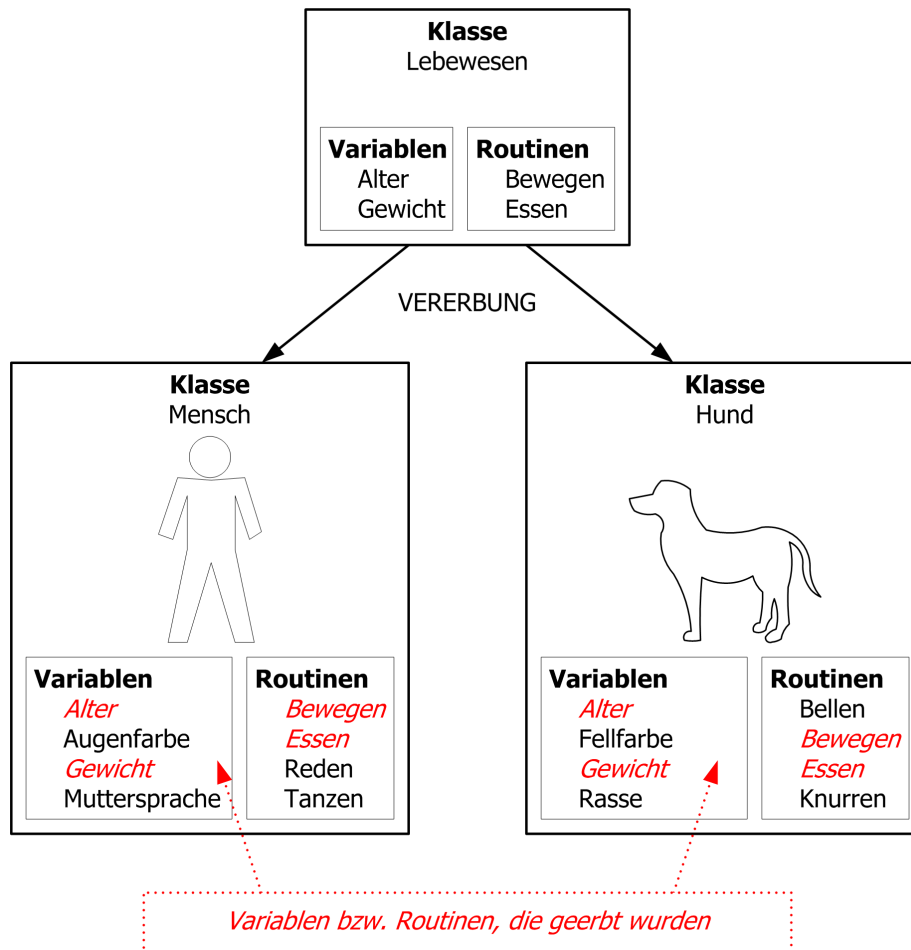 Klasse
Lebewesen
Variablen
Alter
Gewicht
Routinen
Bewegen
Essen
VERERBUNG
Klasse
Mensch
Variablen
Alter
Augenfarbe
Gewicht
Muttersprache
Routinen
Bewegen
Essen
Reden
Tanzen
Klasse
Hund
Variablen
Alter
Fellfarbe
Gewicht
Rasse
Routinen
Bellen
Bewegen
Essen
Knurren
Variablen bzw. Routinen, die geerbt wurden